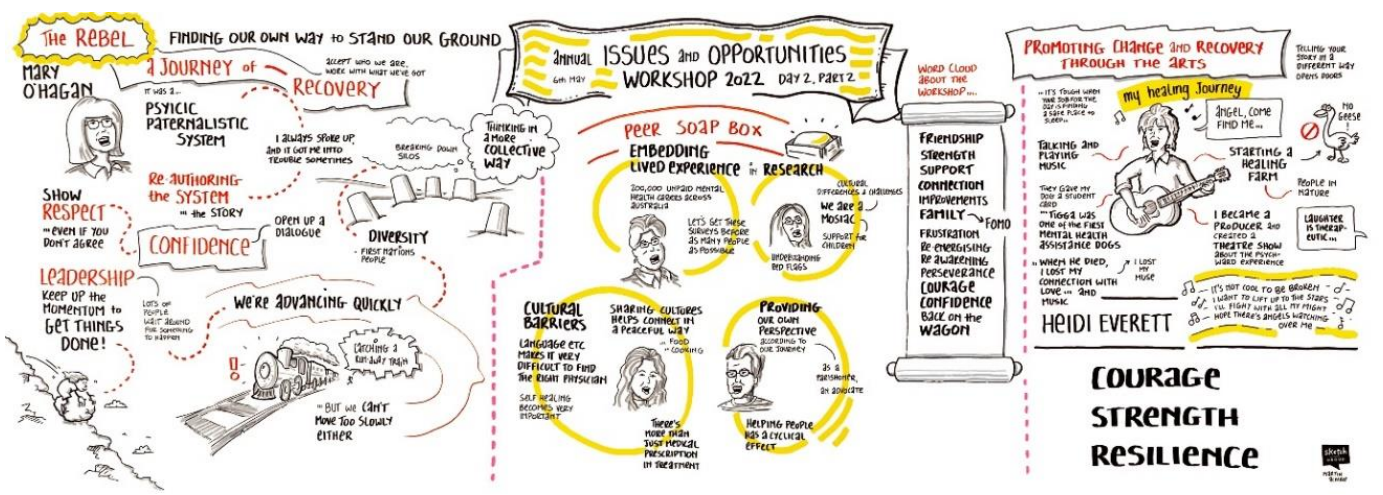 THE REBEL
FINDING OUR OWN WAY to STAND OUR GROUND
MARY
O'HAGAN
a JOURNEY of
RECOVERY
ACCEPT WHO WE ARE,
WORK WITH WHAT WE'VE GOT
IT WAS A...
PSYCIC
PATERNALISTIC
SYSTEM
I ALWAYS SPOKE UP,
AND IT GOT ME INTO
TROUBLE SOMETIMES
RE-AUTHORING
the SYSTEM
... the STORY
SHOW
RESPECT
... EVEN IF YOU
DON'T AGREE
CONFIDENCE
OPEN UP A
DIALOGUE
BREAKING DOWN
SILOS
THINKING IN
A MORE
COLLECTIVE
WAY
DIVERSITY
- FIRST NATIONS
PEOPLE
LEADERSHIP
KEEP UP THE
MOMENTUM TO
GET THINGS
DONE!
LOTS OF
PEOPLE
WAIT AROUND
FOR SOMETHING
TO HAPPEN
WE'RE ADVANCING QUICKLY
!
CATCHING A
RUN-AWAY TRAIN
... BUT WE CAN'T
MOVE TOO SLOWLY
EITHER
ANNUAL ISSUES AND OPPORTUNITIES
6th MAY WORKSHOP 2022 DAY 2, PART 2
PEER SOAP BOX
EMBEDDING
LIVED EXPERIENCE in RESEARCH
200,000 UNPAID MENTAL
HEALTH CARERS ACROSS
AUSTRALIA
LET'S GET THESE
SURVEYS BEFORE
AS MANY PEOPLE
AS POSSIBLE
CULTURAL
DIFFERENCES & CHALLENGES
WE ARE A
MOSIAC
SUPPORT FOR
CHILDREN
UNDERSTANDING
RED FLAGS
CULTURAL
BARRIERS
LANGUAGE ETC
MAKES IT VERY
DIFFICULT TO FIND
THE RIGHT PHYSICIAN
SELF HEALING
BECOMES VERY
IMPORTANT
SHARING CULTURES
HELPS CONNECT IN
A PEACEFUL WAY
- FOOD
- COOKING
THERE'S
MORE THAN
JUST MEDICAL
PRESCRIPTION
IN TREATMENT
PROVIDING
OUR OWN
PERSPECTIVE
ACCORDING TO
OUR JOURNEY
AS A
PARISHONER,
AN ADVOCATE
HELPING PEOPLE
HAS A CYCLICAL
EFFECT
WORD CLOUD
ABOUT THE
WORKSHOP....
FRIENDSHIP
STRENGTH
SUPPORT
CONNECTION
IMPROVEMENTS
FAMILY → FOMO
FRUSTRATION
RE ENERGISING
RE AWAKENING
PERSEVERANCE
COURAGE
CONFIDENCE
BACK ON THE
WAGON
PROMOTING CHANGE AND RECOVERY
THROUGH THE ARTS
TELLING YOUR
STORY IN A
DIFFERENT WAY
OPENS DOORS
my healing Journey
... IT'S TOUGH WHEN
YOUR JOB FOR THE
DAY IS FINDING
A SAFE PLACE TO
SLEEP...
ANGEL, COME
FIND ME...
NO
GEESE!
TALKING AND
PLAYING
MUSIC
STARTING A
HEALING
FARM
PEOPLE IN
NATURE
THEY GAVE MY
DOG A STUDENT
CARD
... TIGGA WAS
ONE OF THE FIRST
MENTAL HEALTH
ASSISTANCE DOGS
I BECAME A
PRODUCER AND
CREATED A
THEATRE SHOW
ABOUT THE PSYCH-
WARD EXPERIENCE
LAUGHTER
IS THERAP-
EUTIC...
... WHEN HE DIED,
I LOST MY
CONNECTION WITH
LOVE ... AND
MUSIC
I LOST
MY
MUSE
- IT'S NOT COOL TO BE BROKEN -
I WANT TO LIFT UP TO THE STARS
I'LL FIGHT WITH ALL MY MIGHT
HOPE THERE'S ANGELS WATCHING
OVER ME -
HEIDI EVERETT
COURAGE
STRENGTH
RESILIENCE
sketch